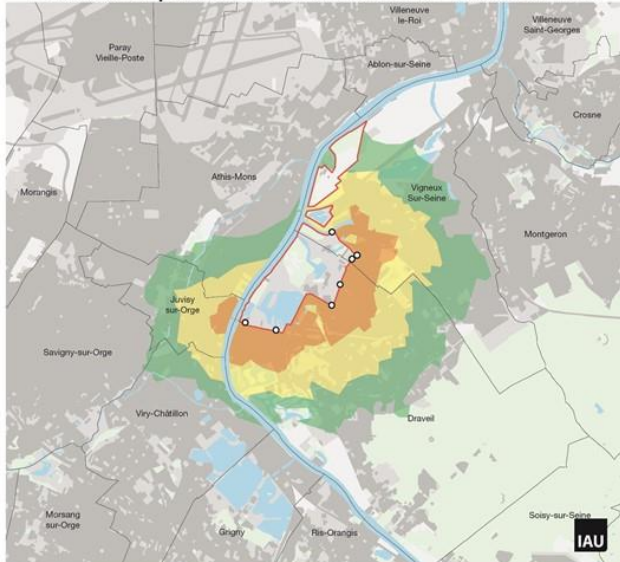 Villeneuve
le-Roi
Villeneuve
Saint-Georges
Paray
Vieille-Poste
Ablon-sur-Seine
Crosne
Athis-Mons
Morangis
Vigneux
Sur-Seine
Montgeron
Juvisy
sur-Orge
Savigny-sur-Orge
Viry-Châtillon
Draveil
Morsang
sur-Orge
Grigny
Ris-Orangis
Soisy-sur-Seine
IAU